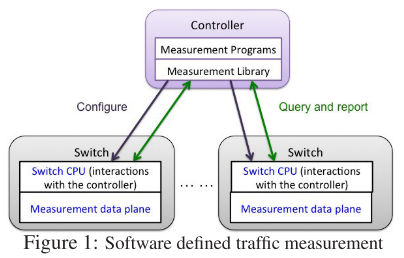 Controller
Measurement Programs
Measurement Library
Configure
Query and report
Switch
Switch CPU (interactions
with the controller)
Measurement data plane
... ...
Switch
Switch CPU (interactions
with the controller)
Measurement data plane
Figure 1: Software defined traffic measurement